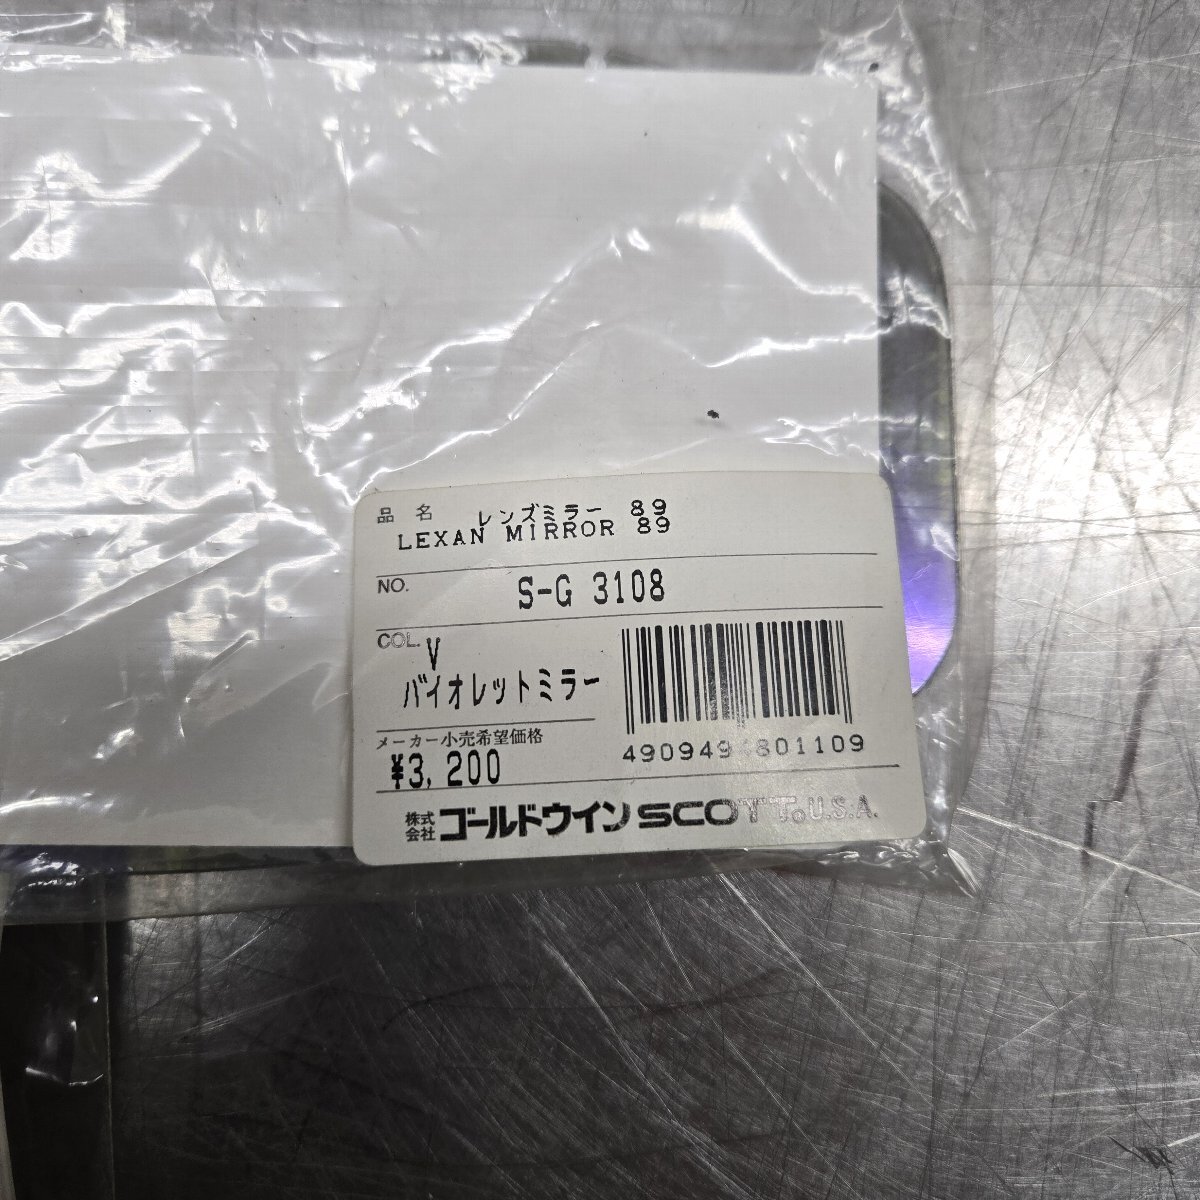 品名 レンズミラー 89
LEXAN MIRROR 89
NO. S-G 3108
COL. V
バイオレットミラー
メーカー小売希望価格
¥3,200
株式会社 ゴールドウイン SCOTT U.S.A.